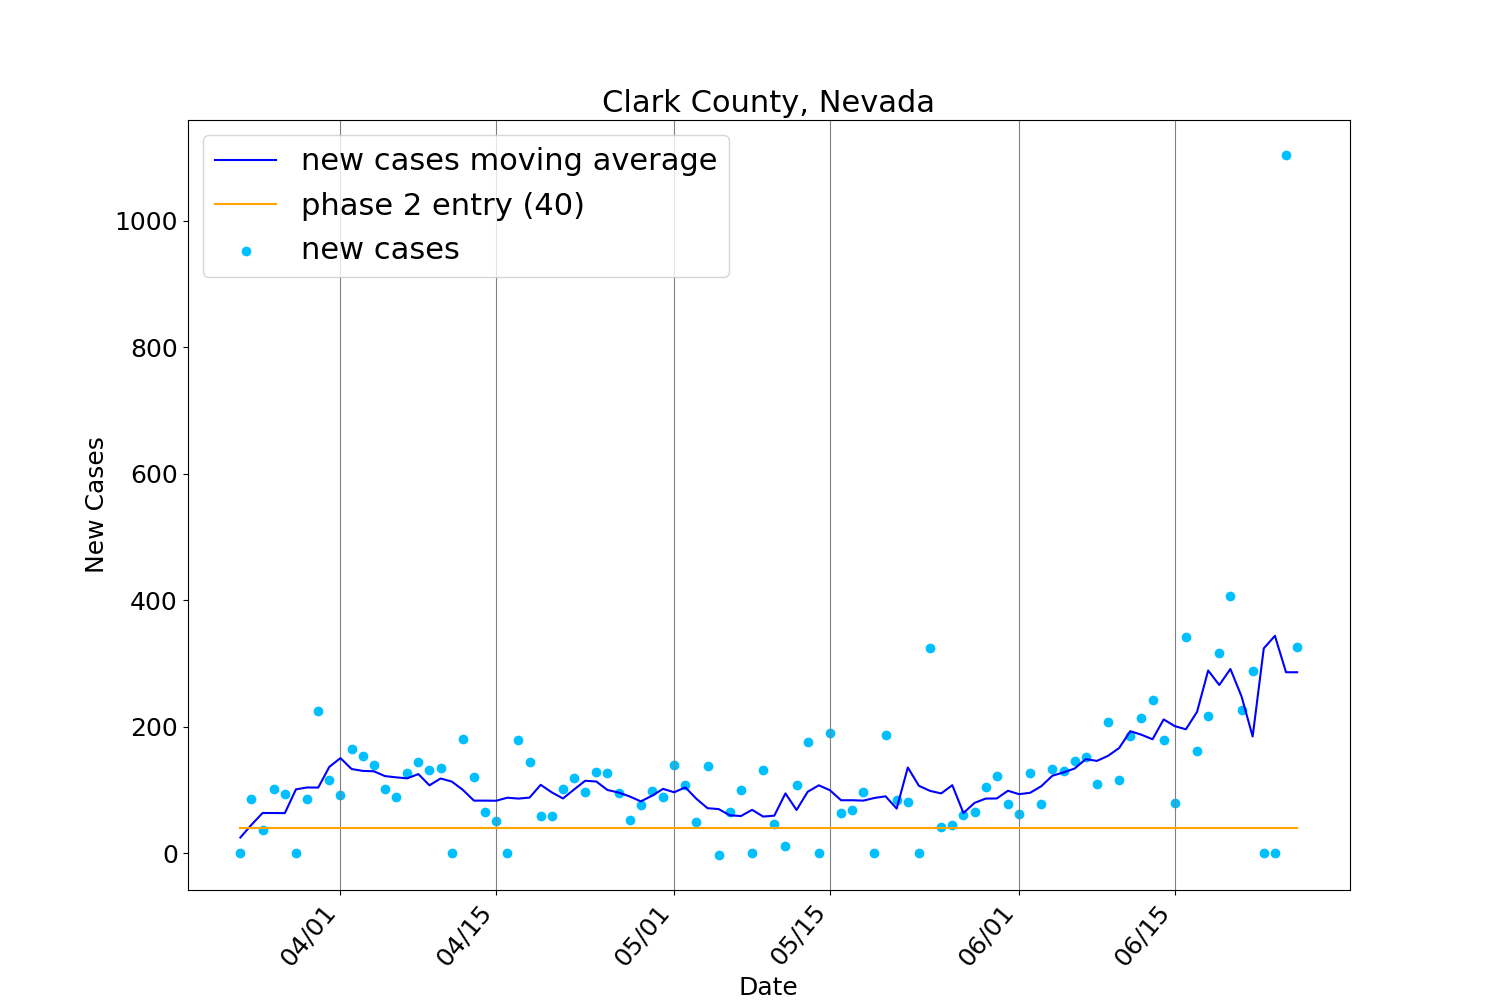 Clark County, Nevada
new cases moving average
phase 2 entry (40)
new cases
1000
800
600
400
200
0
New Cases
04/01
04/15
05/01
05/15
06/01
06/15
Date